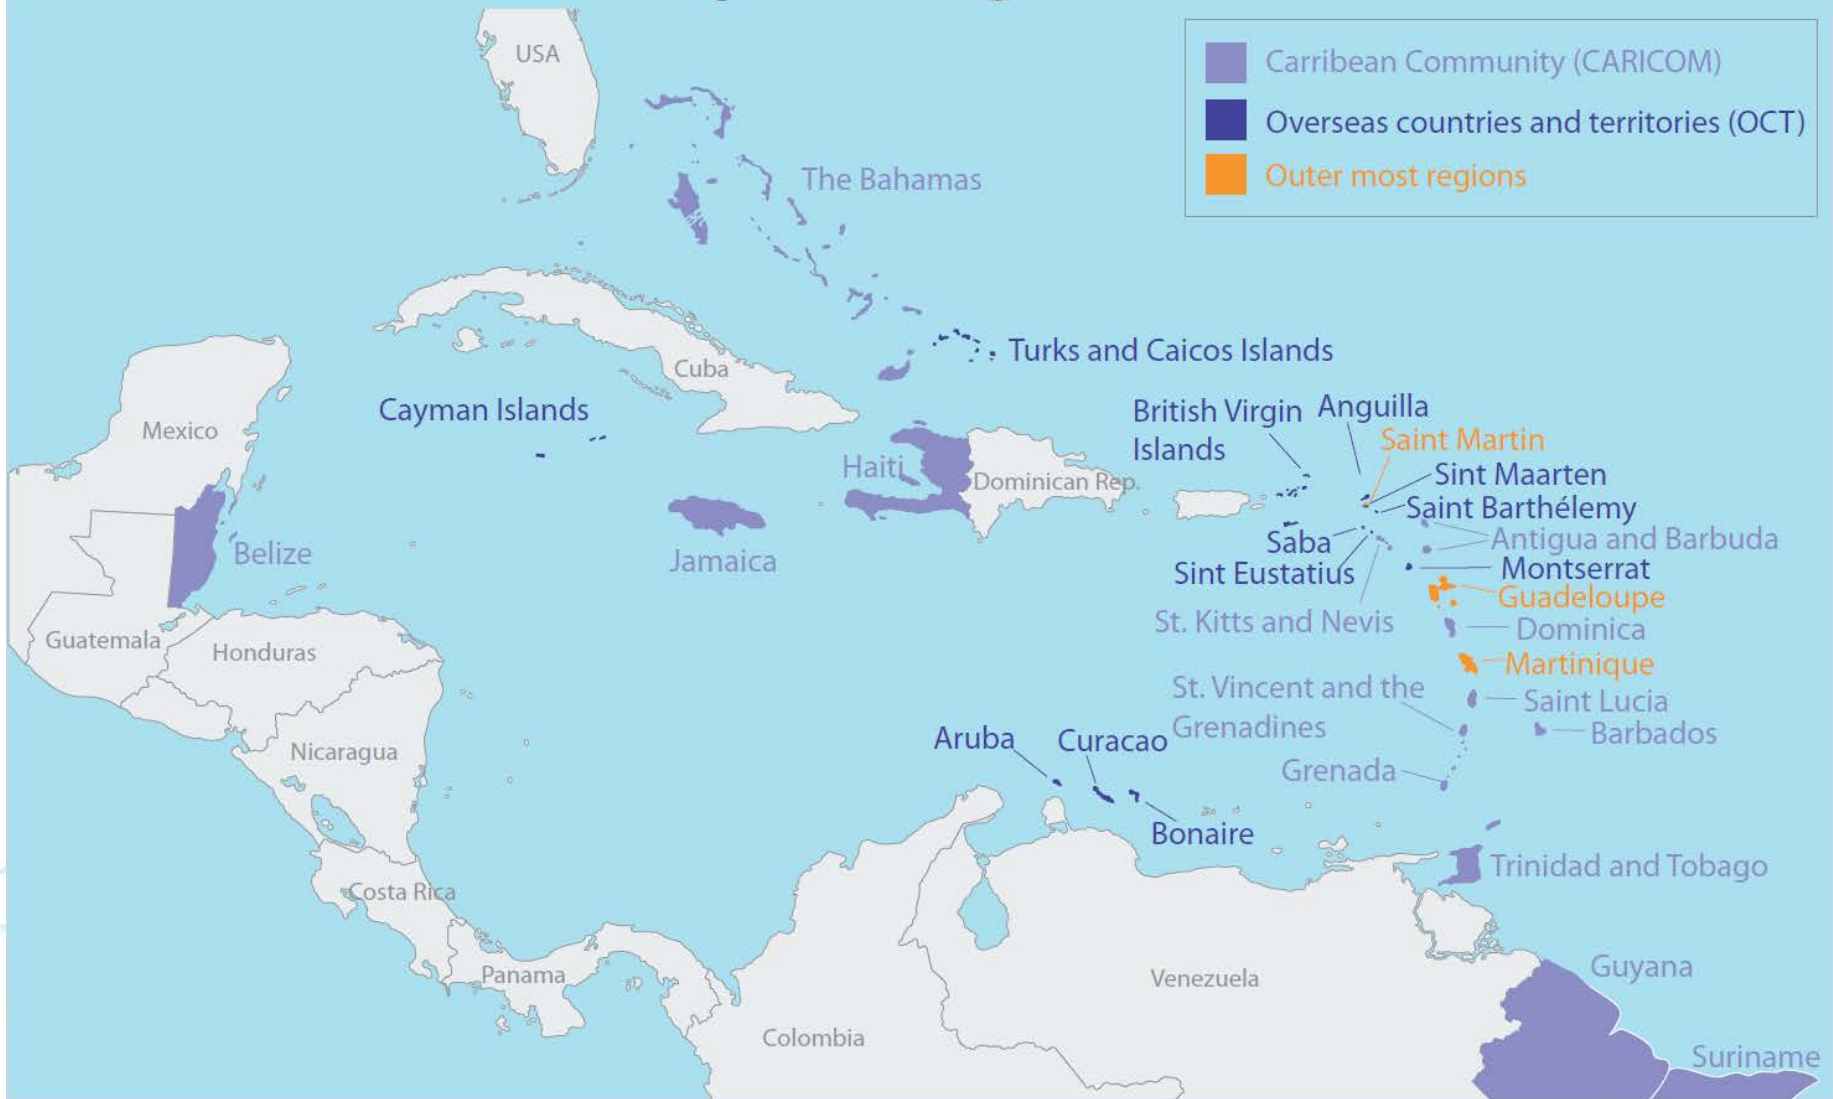 USA
Carribean Community (CARICOM)
Overseas countries and territories (OCT)
Outer most regions
The Bahamas
Turks and Caicos Islands
Cuba
Cayman Islands
Mexico
British Virgin
Islands
Anguilla
Saint Martin
Haiti
Dominican Rep.
Sint Maarten
Saint Barthélemy
Saba
Antigua and Barbuda
Belize
Jamaica
Sint Eustatius
Montserrat
Guadeloupe
St. Kitts and Nevis
Dominica
Guatemala
Honduras
Martinique
St. Vincent and the
Grenadines
Saint Lucia
Barbados
Aruba
Curacao
Nicaragua
Grenada
Bonaire
Trinidad and Tobago
Costa Rica
Panama
Venezuela
Guyana
Colombia
Suriname